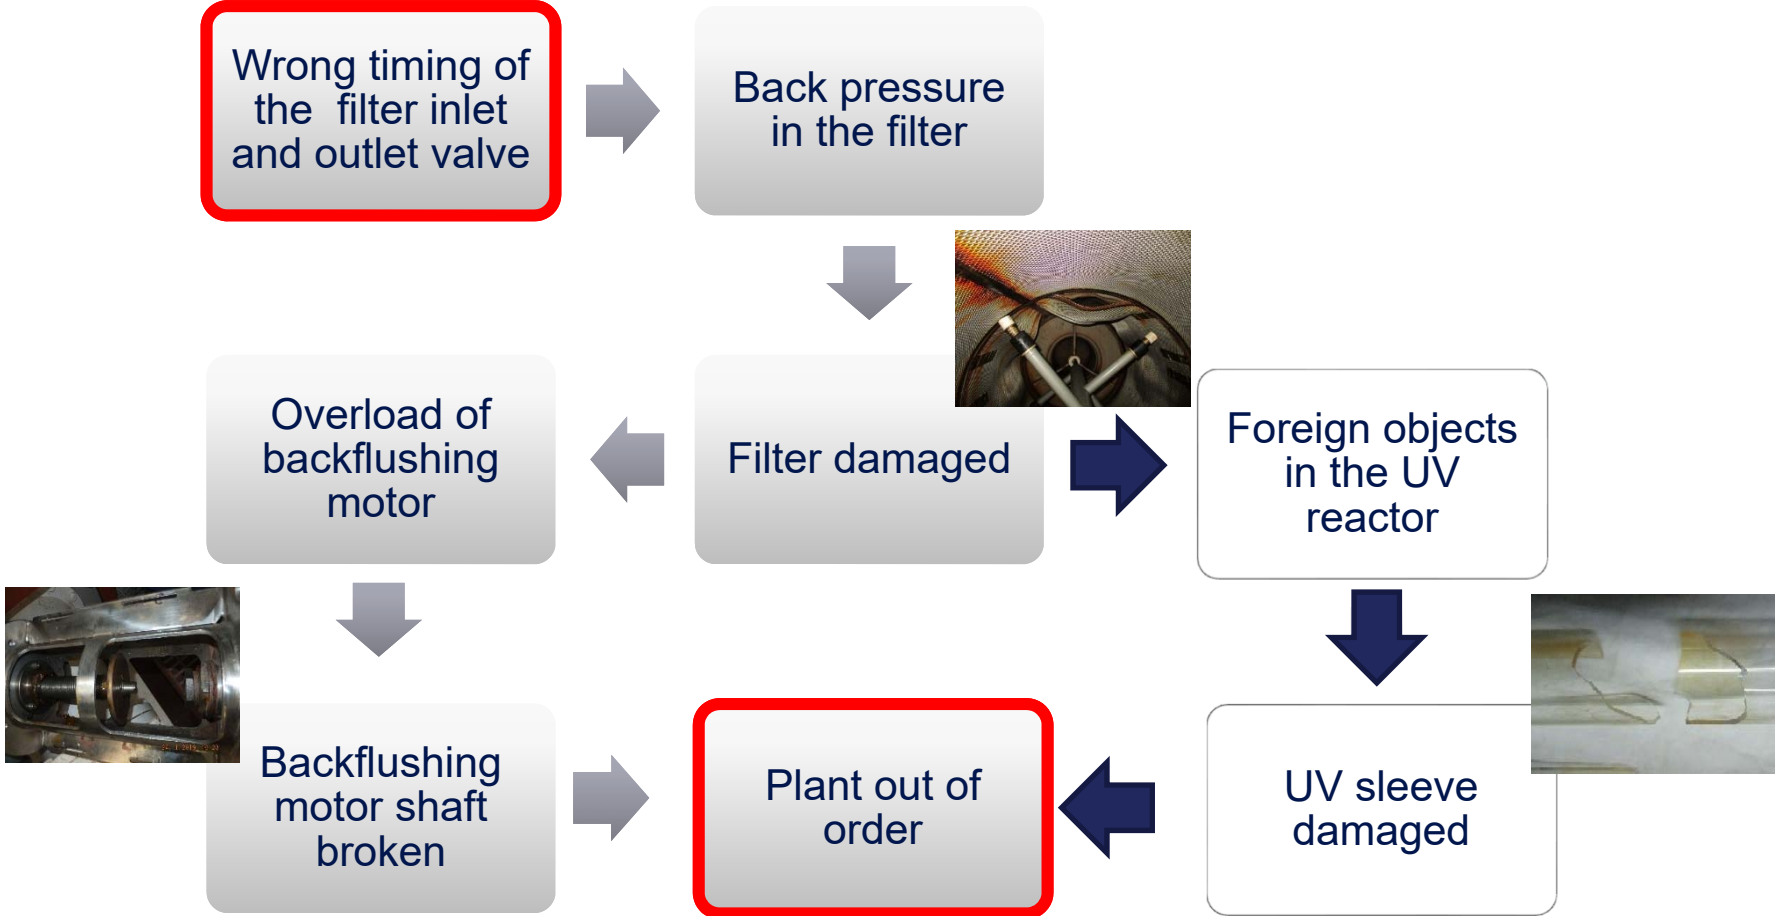 Wrong timing of
the filter inlet
and outlet valve
Back pressure
in the filter
Overload of
backflushing
motor
Filter damaged
Foreign objects
in the UV
reactor
Backflushing
motor shaft
broken
Plant out of
order
UV sleeve
damaged